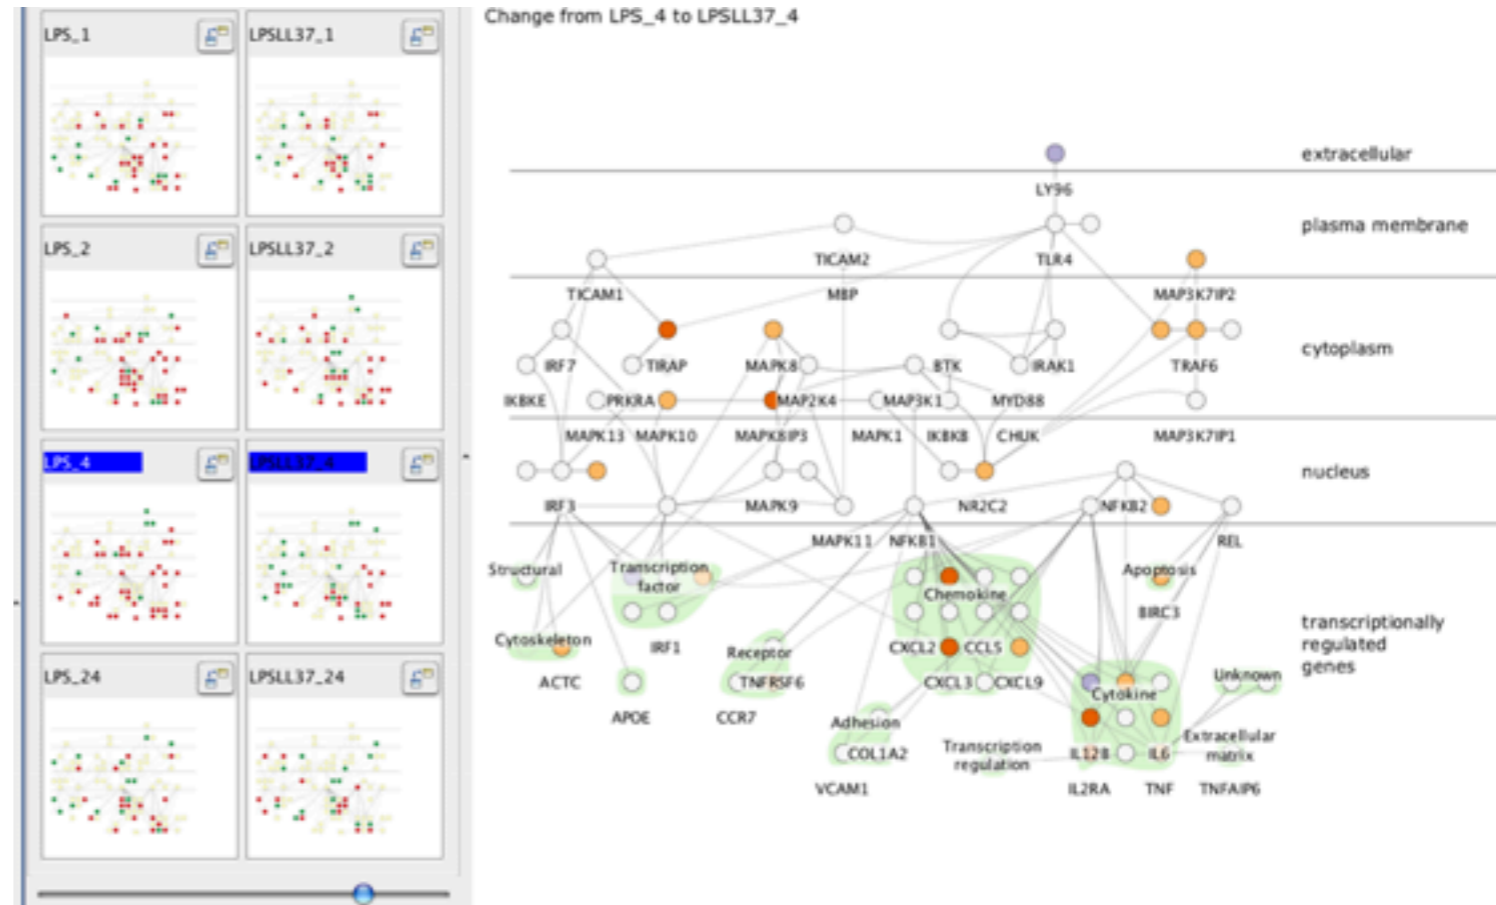 Change from LPS_4 to LPSLL37_4
LPS_1
LPSLL37_1
LPS_2
LPSLL37_2
LPS_4
LPSLL37_4
LPS_24
LPSLL37_24
extracellular
LY96
plasma membrane
TICAM2
TLR4
TICAM1
MBP
MAP3K7IP2
cytoplasm
IRF7
TIRAP
MAPK8
BTK
IRAK1
TRAF6
IKBKE
PRKRA
MAP2K4
MAP3K1
MYD88
MAPK13
MAPK10
MAPK8IP3
MAPK1
IKBKB
CHUK
MAP3K7IP1
nucleus
IRF3
MAPK9
NR2C2
NFKB2
MAPK11
NFKB1
REL
Structural
Transcription
factor
Chemokine
Apoptosis
BIRC3
transcriptionally
regulated
genes
Cytoskeleton
IRF1
Receptor
CXCL2
CCL5
ACTC
TNFRSF6
CXCL3
CXCL9
Cytokine
Unknown
APOE
CCR7
Adhesion
COL1A2
Transcription
regulation
IL12B
IL6
Extracellular
matrix
VCAM1
IL2RA
TNF
TNFAIP6